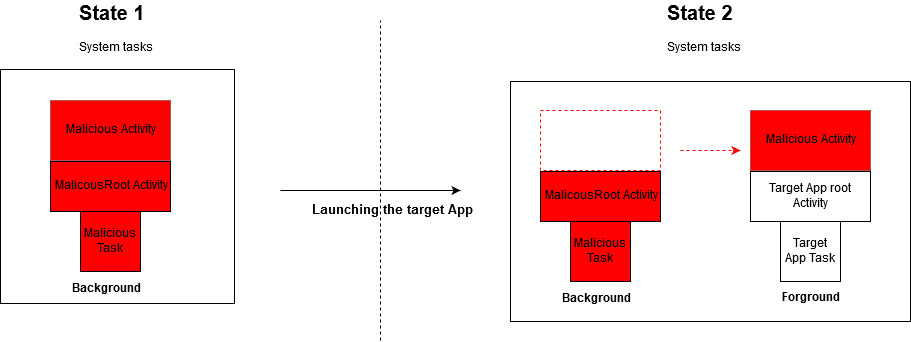 State 1
System tasks
Malicious Activity
MalicousRoot Activity
Malicious
Task
Background
Launching the target App
State 2
System tasks
MalicousRoot Activity
Malicious
Task
Background
Malicious Activity
Target App root
Activity
Target
App Task
Forground